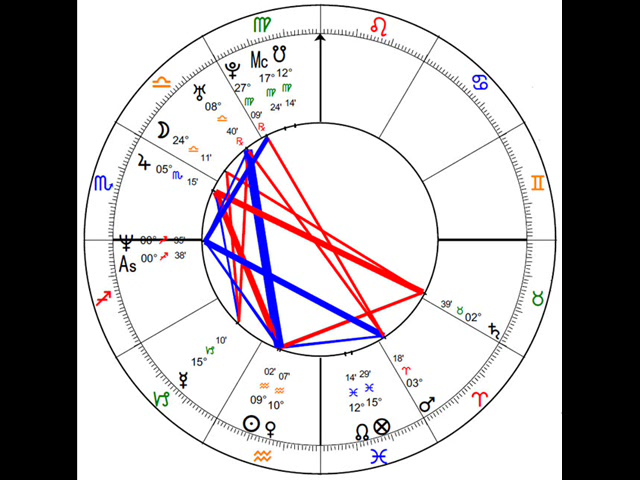 ♍ ♌
♎ ♋
♏ ♊
♐ ♉
♑ ♈
♒ ♓
♇ 27° ♍ 09' ℞
Mc 17° ♍ 24'
☋ 12° ♍ 14'
♅ 08° ♎ 40' ℞
☽ 24° ♎ 11'
♃ 05° ♏ 15'
♆ 00° ♐ 05'
As 00° ♐ 38'
☿ 15° ♑ 10'
☉ 09° ♒ 02'
♀ 10° ♒ 07'
☊ 12° ♓ 14'
⊗ 15° ♓ 29'
♂ 03° ♈ 18'
♄ 02° ♉ 39'